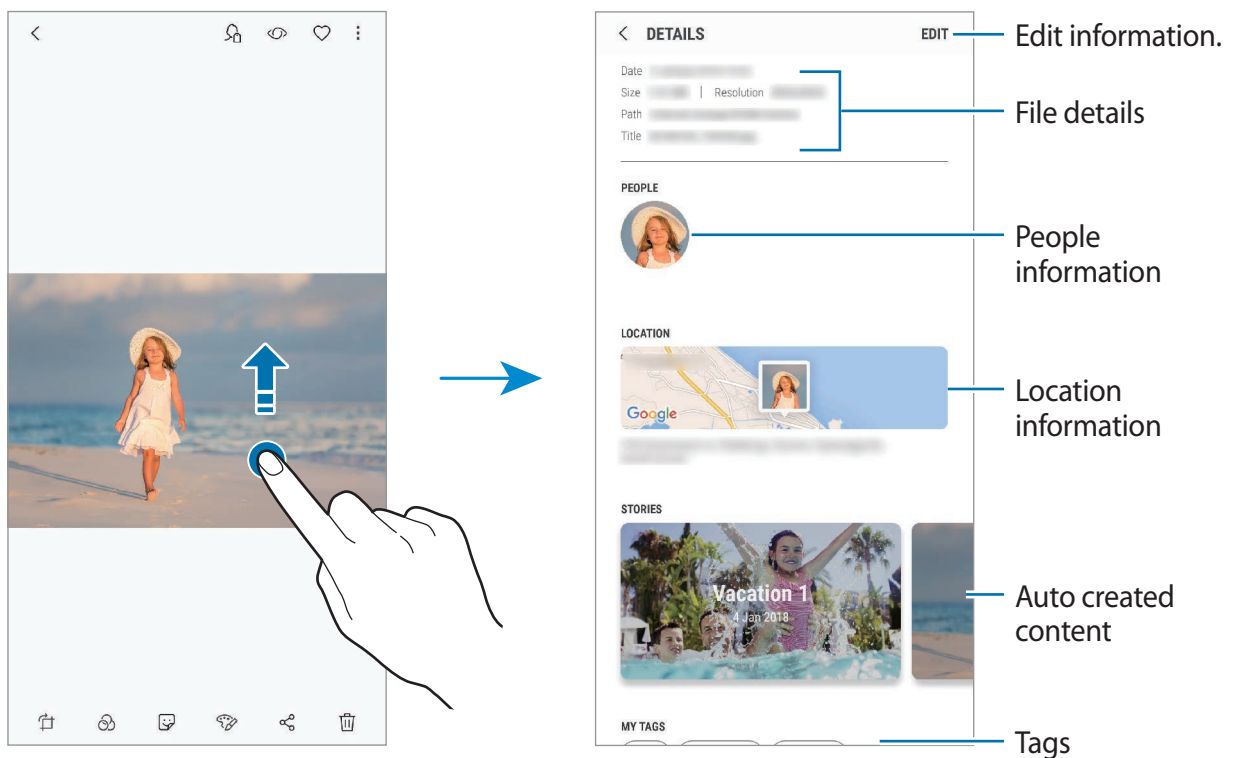 DETAILS
EDIT
Edit information.
Date
Size | Resolution
Path
Title
File details
PEOPLE
People
information
LOCATION
Google
Location
information
STORIES
Vacation 1
4 Jan 2018
Auto created
content
MY TAGS
Tags